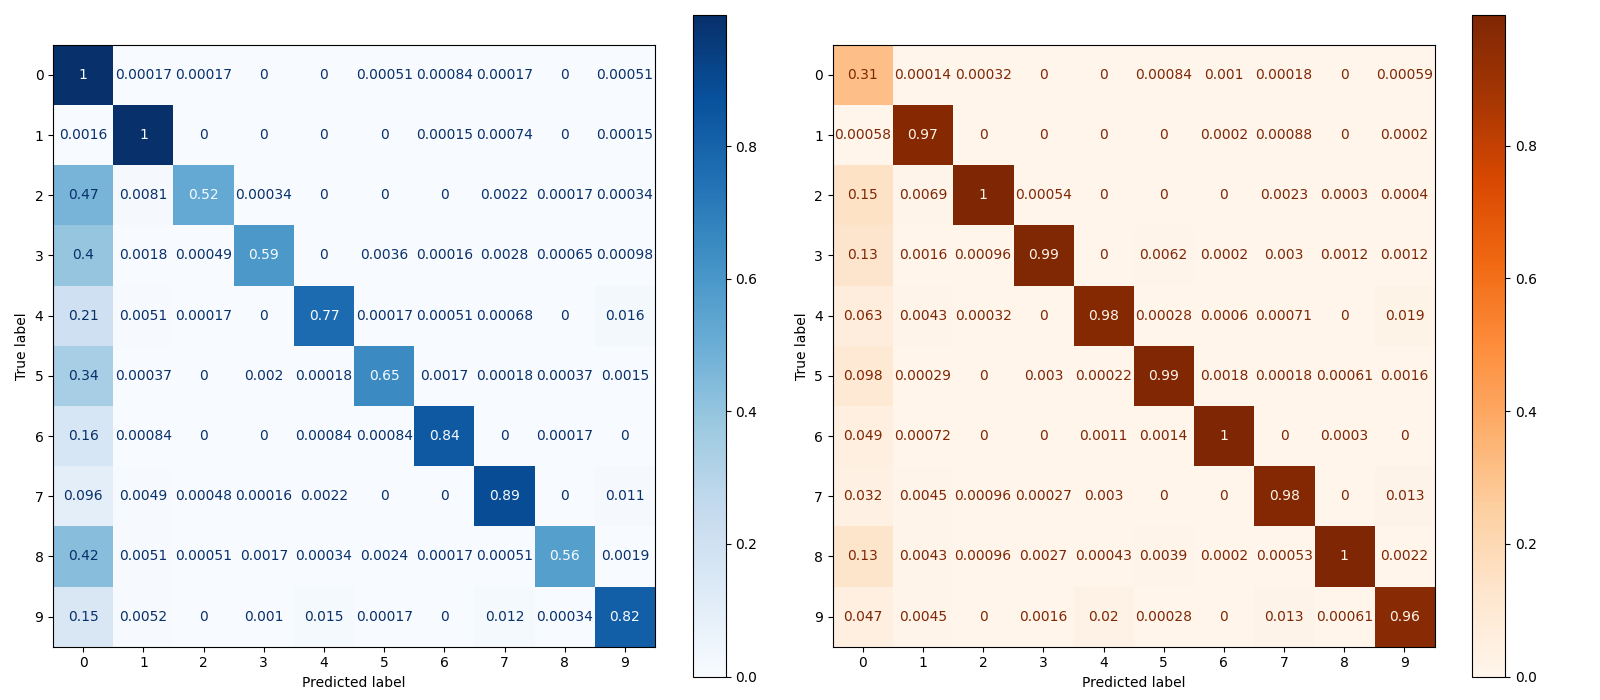 0 1 0.00017 0.00017 0 0 0.00051 0.00084 0.00017 0 0.00051
1 0.0016 1 0 0 0 0 0.00015 0.00074 0 0.00015
0.8
2 0.47 0.0081 0.52 0.00034 0 0 0 0.0022 0.00017 0.00034
3 0.4 0.0018 0.00049 0.59 0 0.0036 0.00016 0.0028 0.00065 0.00098
0.6
4 0.21 0.0051 0.00017 0 0.77 0.00017 0.00051 0.00068 0 0.016
True label
5 0.34 0.00037 0 0.002 0.00018 0.65 0.0017 0.00018 0.00037 0.0015
0.4
6 0.16 0.00084 0 0 0.00084 0.00084 0.84 0 0.00017 0
7 0.096 0.0049 0.00048 0.00016 0.0022 0 0 0.89 0 0.011
0.2
8 0.42 0.0051 0.00051 0.0017 0.00034 0.0024 0.00017 0.00051 0.56 0.0019
9 0.15 0.0052 0 0.001 0.015 0.00017 0 0.012 0.00034 0.82
0 1 2 3 4 5 6 7 8 9
0.0
Predicted label
0 0.31 0.00014 0.00032 0 0 0.00084 0.001 0.00018 0 0.00059
1 0.00058 0.97 0 0 0 0 0.0002 0.00088 0 0.0002
0.8
2 0.15 0.0069 1 0.00054 0 0 0 0.0023 0.0003 0.0004
3 0.13 0.0016 0.00096 0.99 0 0.0062 0.0002 0.003 0.0012 0.0012
0.6
4 0.063 0.0043 0.00032 0 0.98 0.00028 0.0006 0.00071 0 0.019
True label
5 0.098 0.00029 0 0.003 0.00022 0.99 0.0018 0.00018 0.00061 0.0016
0.4
6 0.049 0.00072 0 0 0.0011 0.0014 1 0 0.0003 0
7 0.032 0.0045 0.00096 0.00027 0.003 0 0 0.98 0 0.013
0.2
8 0.13 0.0043 0.00096 0.0027 0.00043 0.0039 0.0002 0.00053 1 0.0022
9 0.047 0.0045 0 0.0016 0.02 0.00028 0 0.013 0.00061 0.96
0 1 2 3 4 5 6 7 8 9
0.0
Predicted label